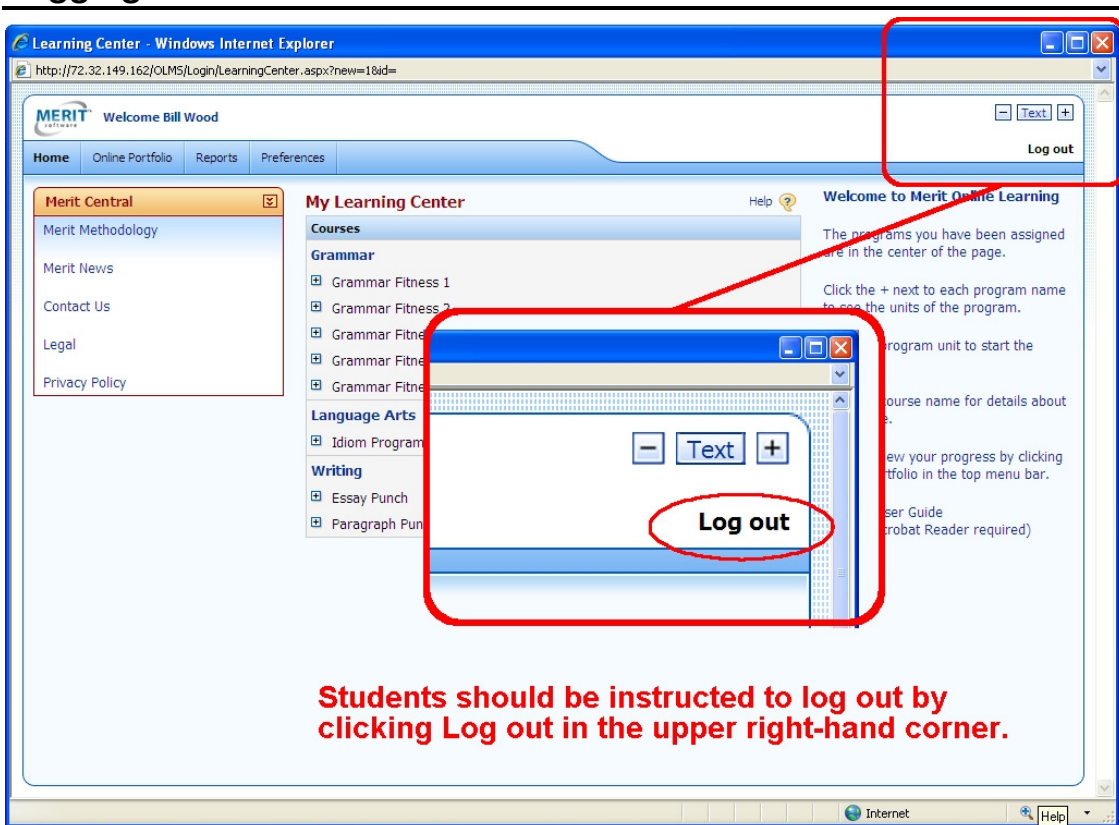 Learning Center - Windows Internet Explorer
http://72.32.149.162/OLMS/Login/LearningCenter.aspx?new=1&id=
MERIT software Welcome Bill Wood
Text
Log out
Home Online Portfolio Reports Preferences
Merit Central
Merit Methodology
Merit News
Contact Us
Legal
Privacy Policy
My Learning Center Help
Courses
Grammar
Grammar Fitness 1
Grammar Fitness 2
Grammar
Grammar
Grammar
Language Arts
Idiom Program
Writing
Essay Punch
Paragraph
Welcome to Merit Online Learning
The programs you have been assigned
are in the center of the page.
Click the + next to each program name
to see the units of the program.
program unit to start the
course name for details about
view your progress by clicking
in the top menu bar.
User Guide
Acrobat Reader required)
Text
Log out
Students should be instructed to log out by
clicking Log out in the upper right-hand corner.
Internet
Help